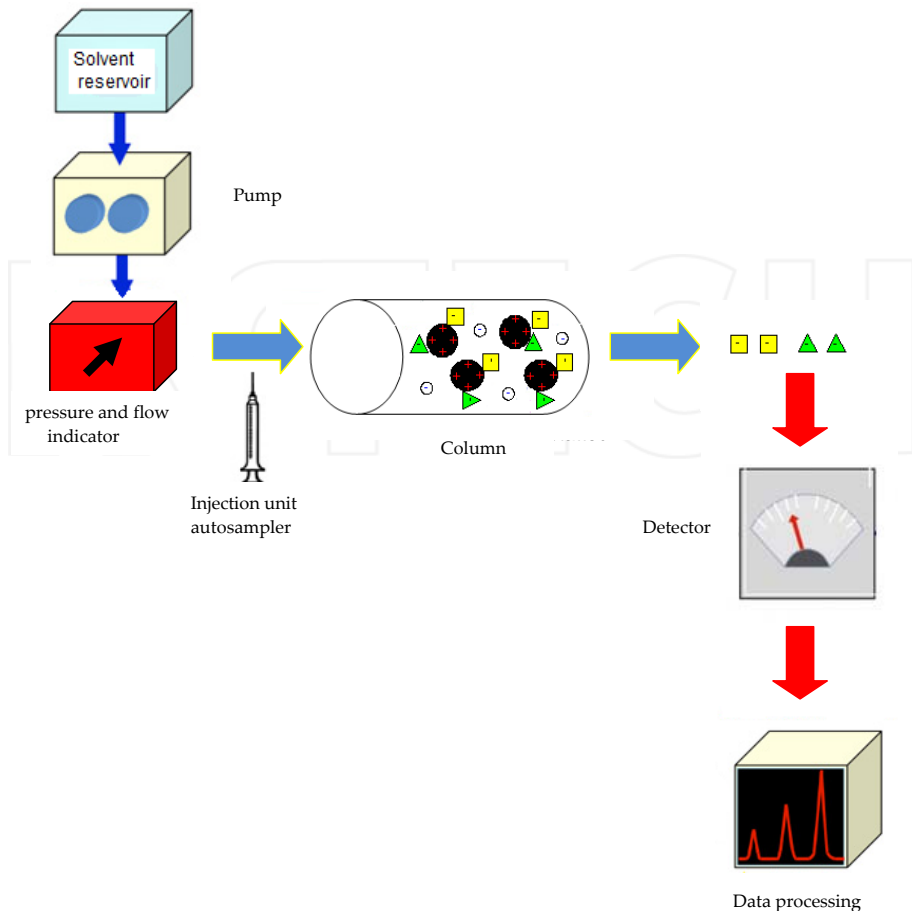 Solvent
reservoir
Pump
pressure and flow
indicator
Injection unit
autosampler
Column
Detector
Data processing